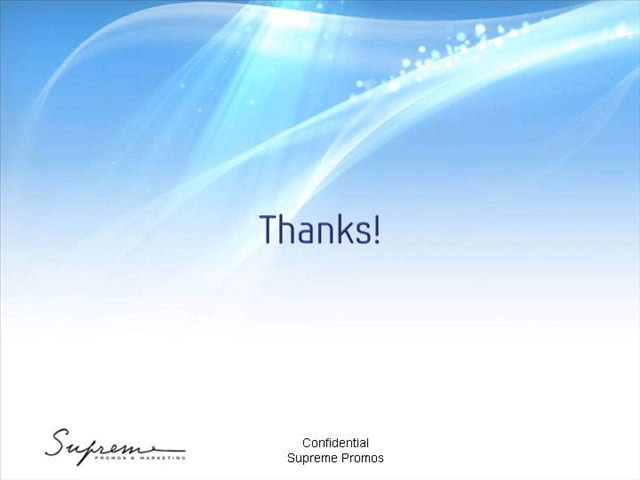 Thanks!
Supreme
PROMOS & MARKETING
Confidential
Supreme Promos